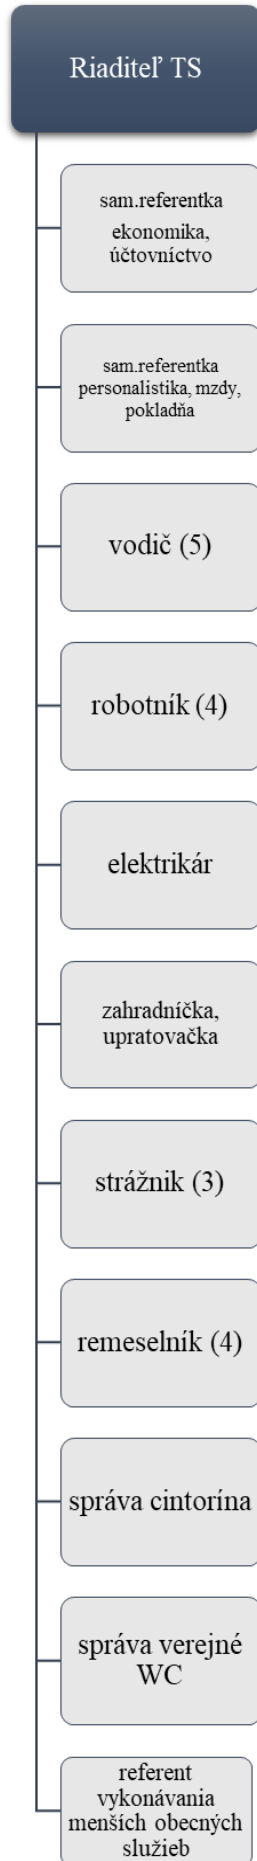 Riaditeľ TS
sam.referentka
ekonomika,
účtovníctvo
sam.referentka
personalistika, mzdy,
pokladňa
vodič (5)
robotník (4)
elektrikár
zahradníčka,
upratovačka
strážnik (3)
remeselník (4)
správa cintorína
správa verejné
WC
referent
vykonávania
menších obecných
služieb